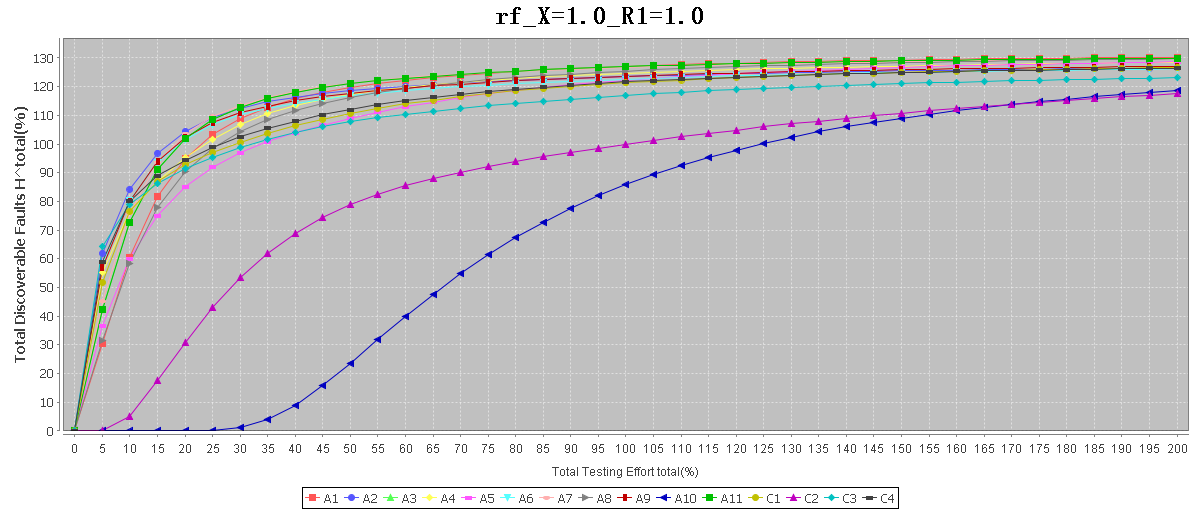 rf_X=1.0_R1=1.0
Total Discoverable Faults H^total(%)
130
120
110
100
90
80
70
60
50
40
30
20
10
0
0 5 10 15 20 25 30 35 40 45 50 55 60 65 70 75 80 85 90 95 100 105 110 115 120 125 130 135 140 145 150 155 160 165 170 175 180 185 190 195 200
Total Testing Effort total(%)
A1 A2 A3 A4 A5 A6 A7 A8 A9 A10 A11 C1 C2 C3 C4